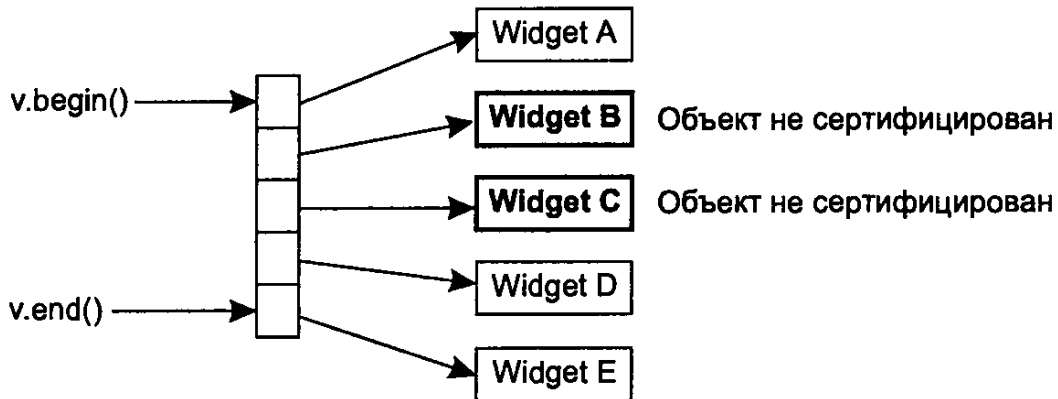 Widget A
v.begin()
Widget B Объект не сертифицирован
Widget C Объект не сертифицирован
Widget D
v.end()
Widget E